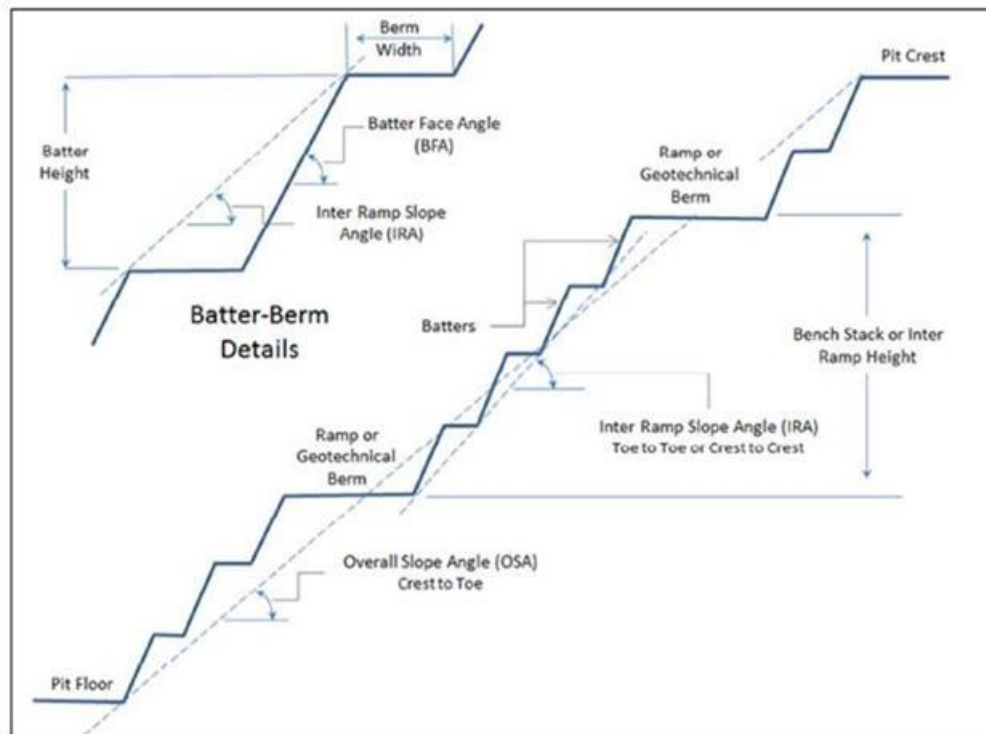 Berm
Width
Pit Crest
Batter Face Angle
(BFA)
Batter
Height
Ramp or
Geotechnical
Berm
Inter Ramp Slope
Angle (IRA)
Batter-Berm
Details
Batters
Bench Stack or Inter
Ramp Height
Inter Ramp Slope Angle (IRA)
Toe to Toe or Crest to Crest
Ramp or
Geotechnical
Berm
Overall Slope Angle (OSA)
Crest to Toe
Pit Floor